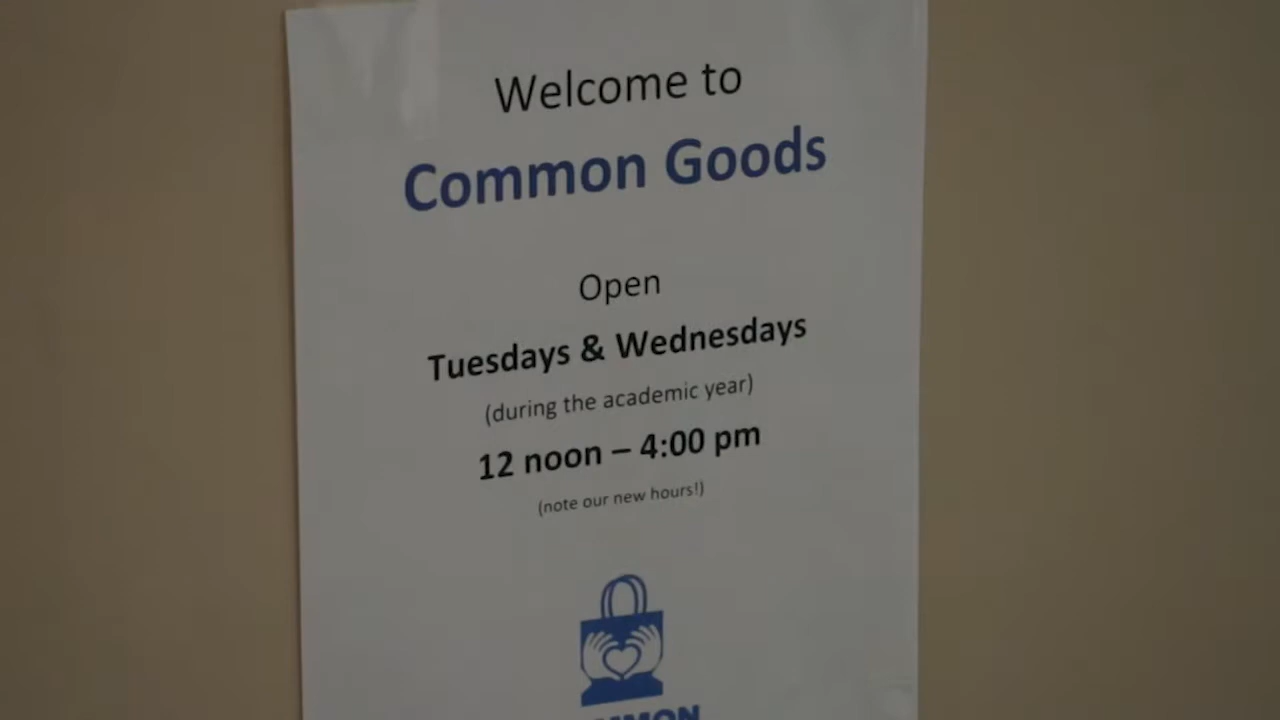 Welcome to
Common Goods
Open
Tuesdays & Wednesdays
(during the academic year)
12 noon – 4:00 pm
(note our new hours!)